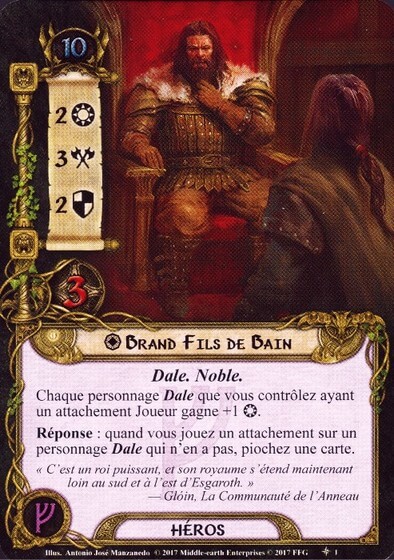 10
2
3
2
3
Brand Fils de Bain
Dale. Noble.
Chaque personnage Dale que vous contrôlez ayant
un attachement Joueur gagne +1 .
Réponse : quand vous jouez un attachement sur un
personnage Dale qui n'en a pas, piochez une carte.
« C'est un roi puissant, et son royaume s'étend maintenant
loin au sud et à l'est d'Esgaroth. »
— Glóin, La Communauté de l'Anneau
HÉROS
Illus. Antonio José Manzanedo © 2017 Middle-earth Enterprises © 2017 FFG 1